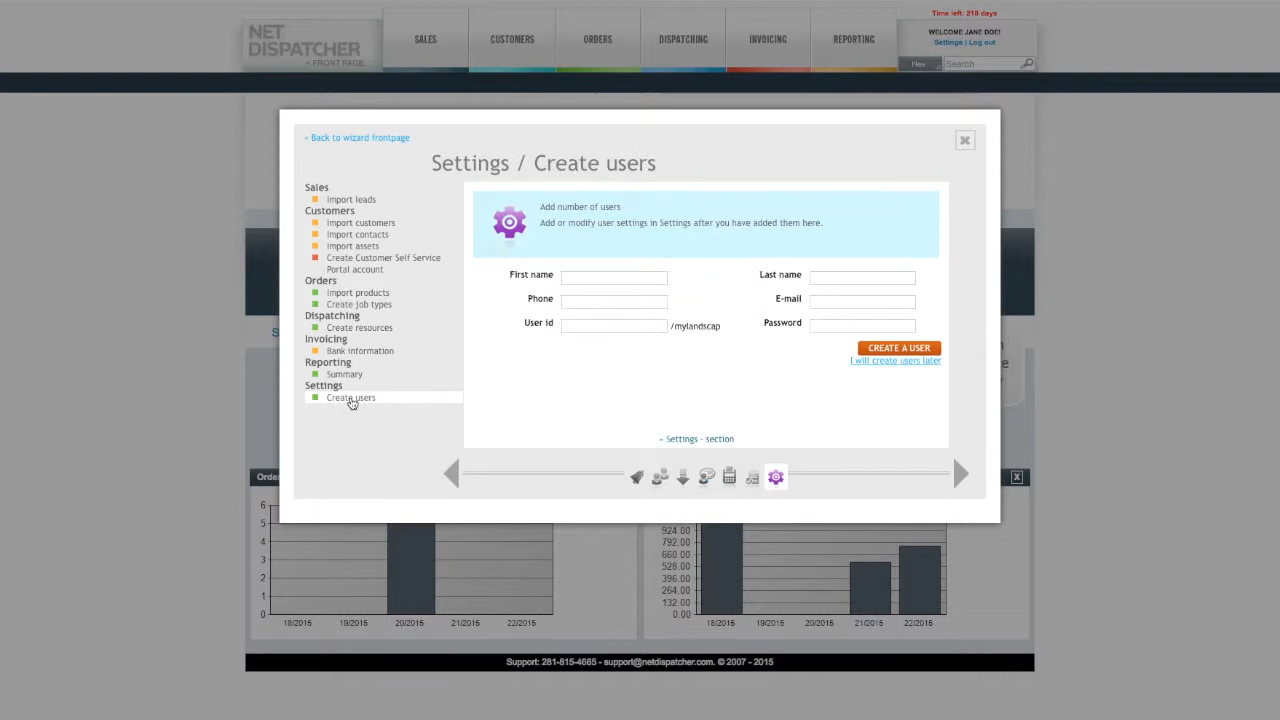 Time left: 218 days
NET
DISPATCHER
• FRONT PAGE
SALES
CUSTOMERS
ORDERS
DISPATCHING
INVOICING
REPORTING
WELCOME JANE DOE!
Settings | Log out
New
Search
» Back to wizard frontpage
Settings / Create users
Sales
Import leads
Customers
Import customers
Import contacts
Import assets
Create Customer Self Service
Portal account
Orders
Import products
Create job types
Dispatching
Create resources
Invoicing
Bank information
Reporting
Summary
Settings
Create users
Add number of users
Add or modify user settings in Settings after you have added them here.
First name
Last name
Phone
E-mail
User id
/mylandscap
Password
CREATE A USER
I will create users later
» Settings - section
Order
X
6
5
4
3
2
1
0
18/2015 19/2015 20/2015 21/2015 22/2015
924.00
792.00
660.00
528.00
396.00
264.00
132.00
0.00
18/2015 19/2015 20/2015 21/2015 22/2015
Support: 281-815-4665 - support@netdispatcher.com. © 2007 - 2015